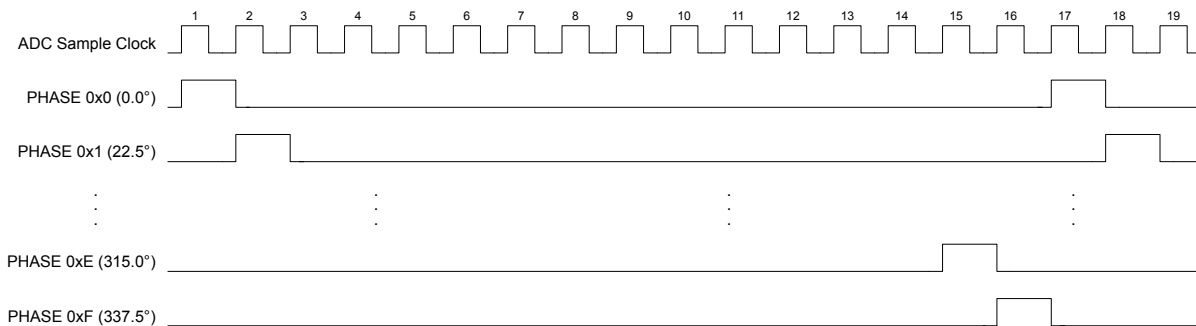 1 2 3 4 5 6 7 8 9 10 11 12 13 14 15 16 17 18 19
ADC Sample Clock
PHASE 0x0 (0.0°)
PHASE 0x1 (22.5°)
PHASE 0xE (315.0°)
PHASE 0xF (337.5°)